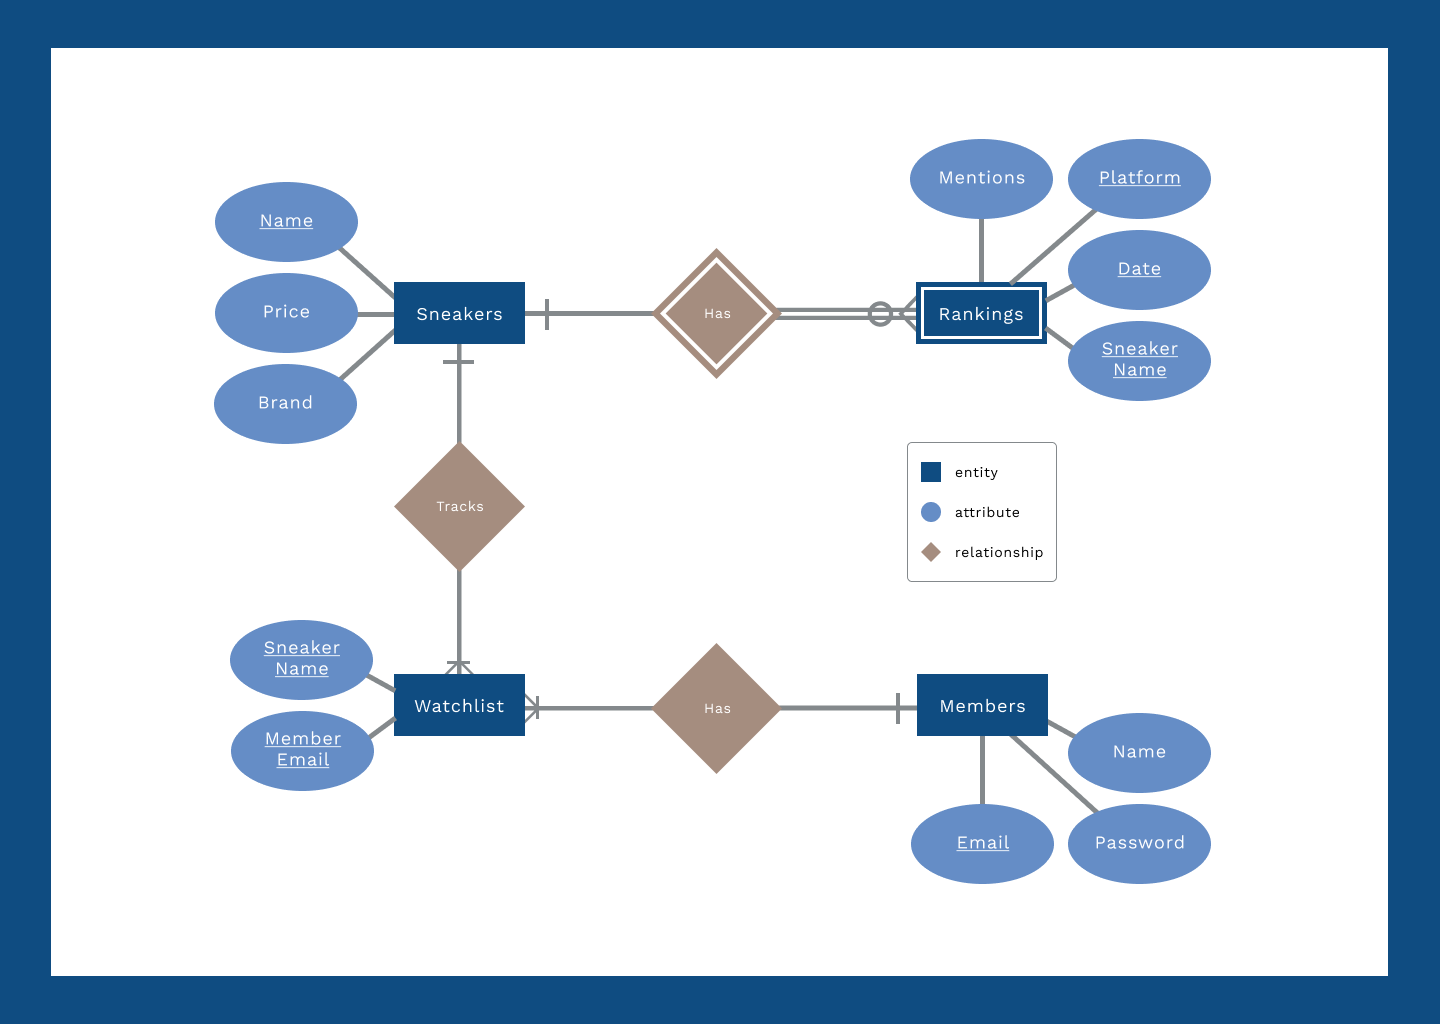 Mentions
Platform
Name
Date
Price
Sneakers
Has
Rankings
Sneaker
Name
Brand
entity
Tracks
attribute
relationship
Sneaker
Name
Watchlist
Has
Members
Member
Email
Name
Email
Password